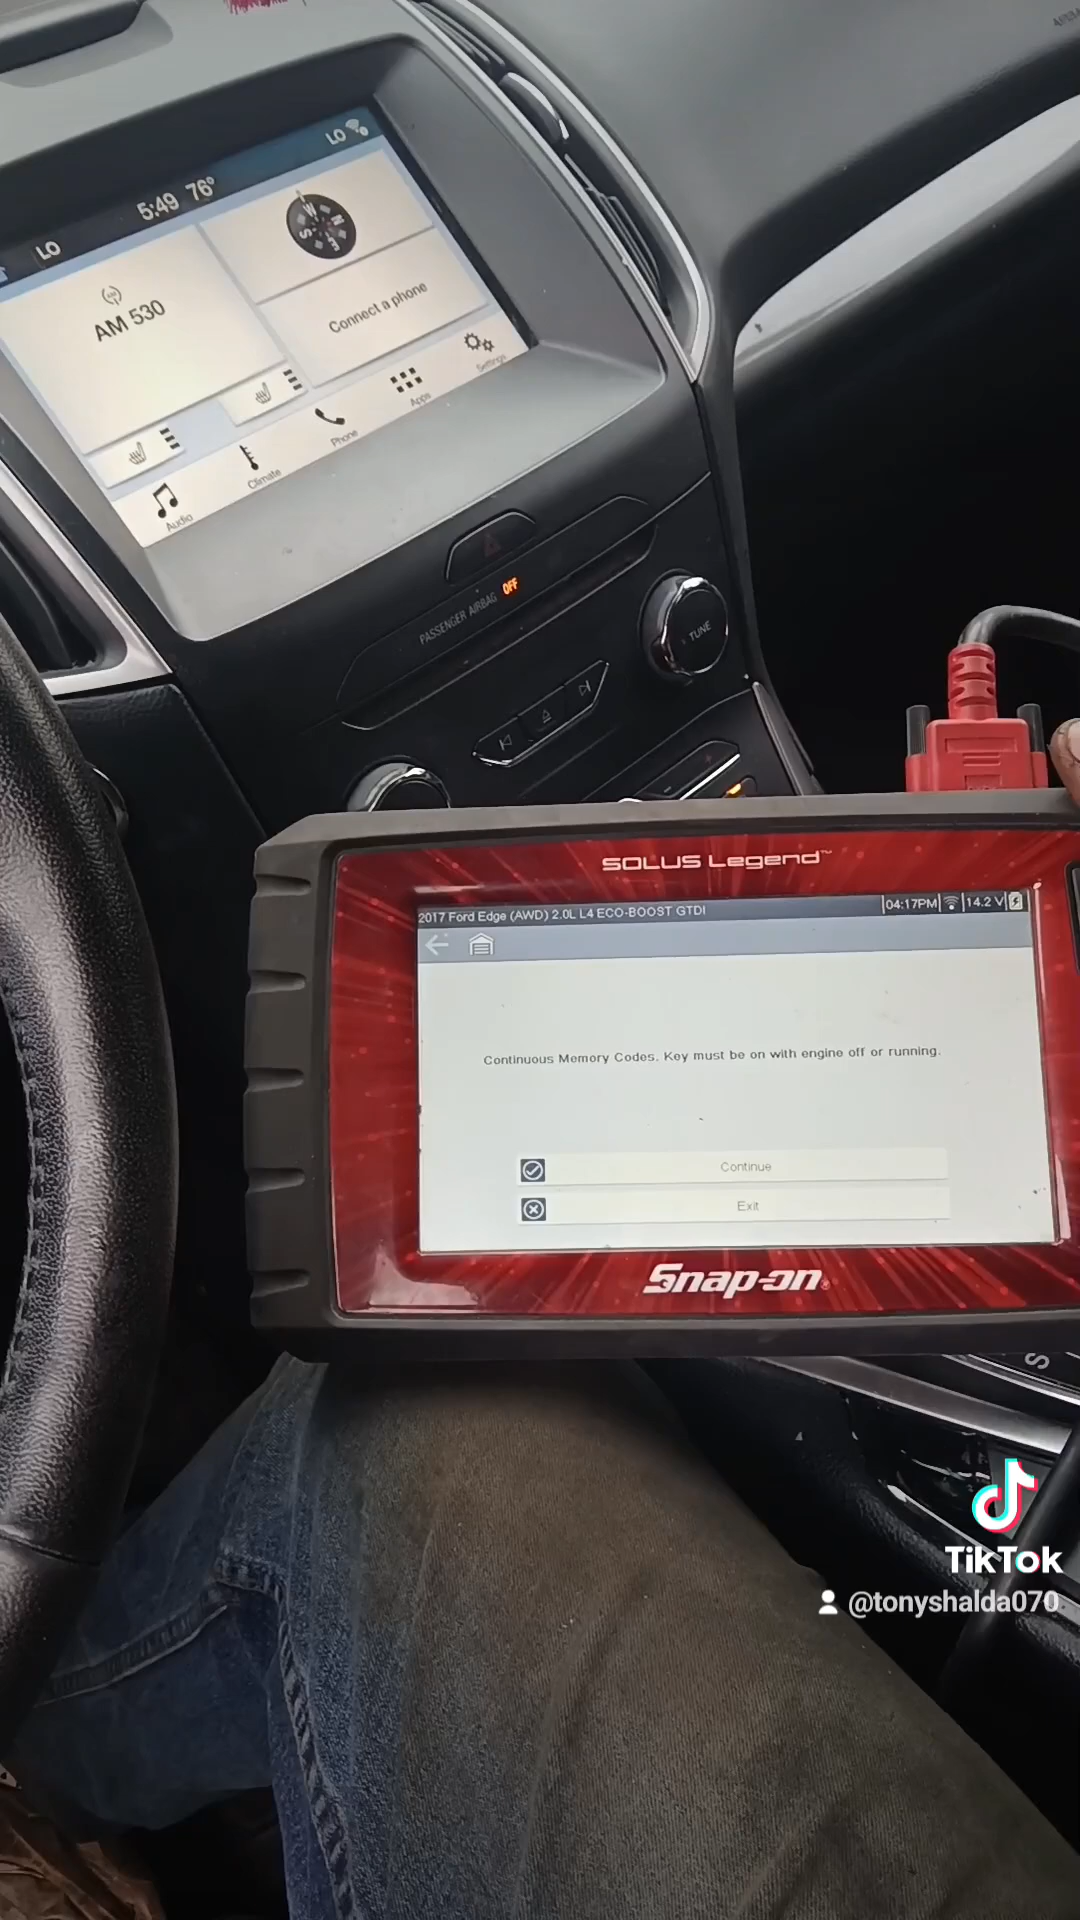 LO
5:49 76°
LO
W N S E
AM 530
Connect a phone
Audio
Climate
Phone
Apps
Settings
PASSENGER AIRBAG OFF
TUNE
SOLUS Legend™
2017 Ford Edge (AWD) 2.0L L4 ECO-BOOST GTDI
04:17PM 14.2 V
Continuous Memory Codes. Key must be on with engine off or running.
Continue
Exit
Snap-on®
S
TikTok
@tonyshalda070